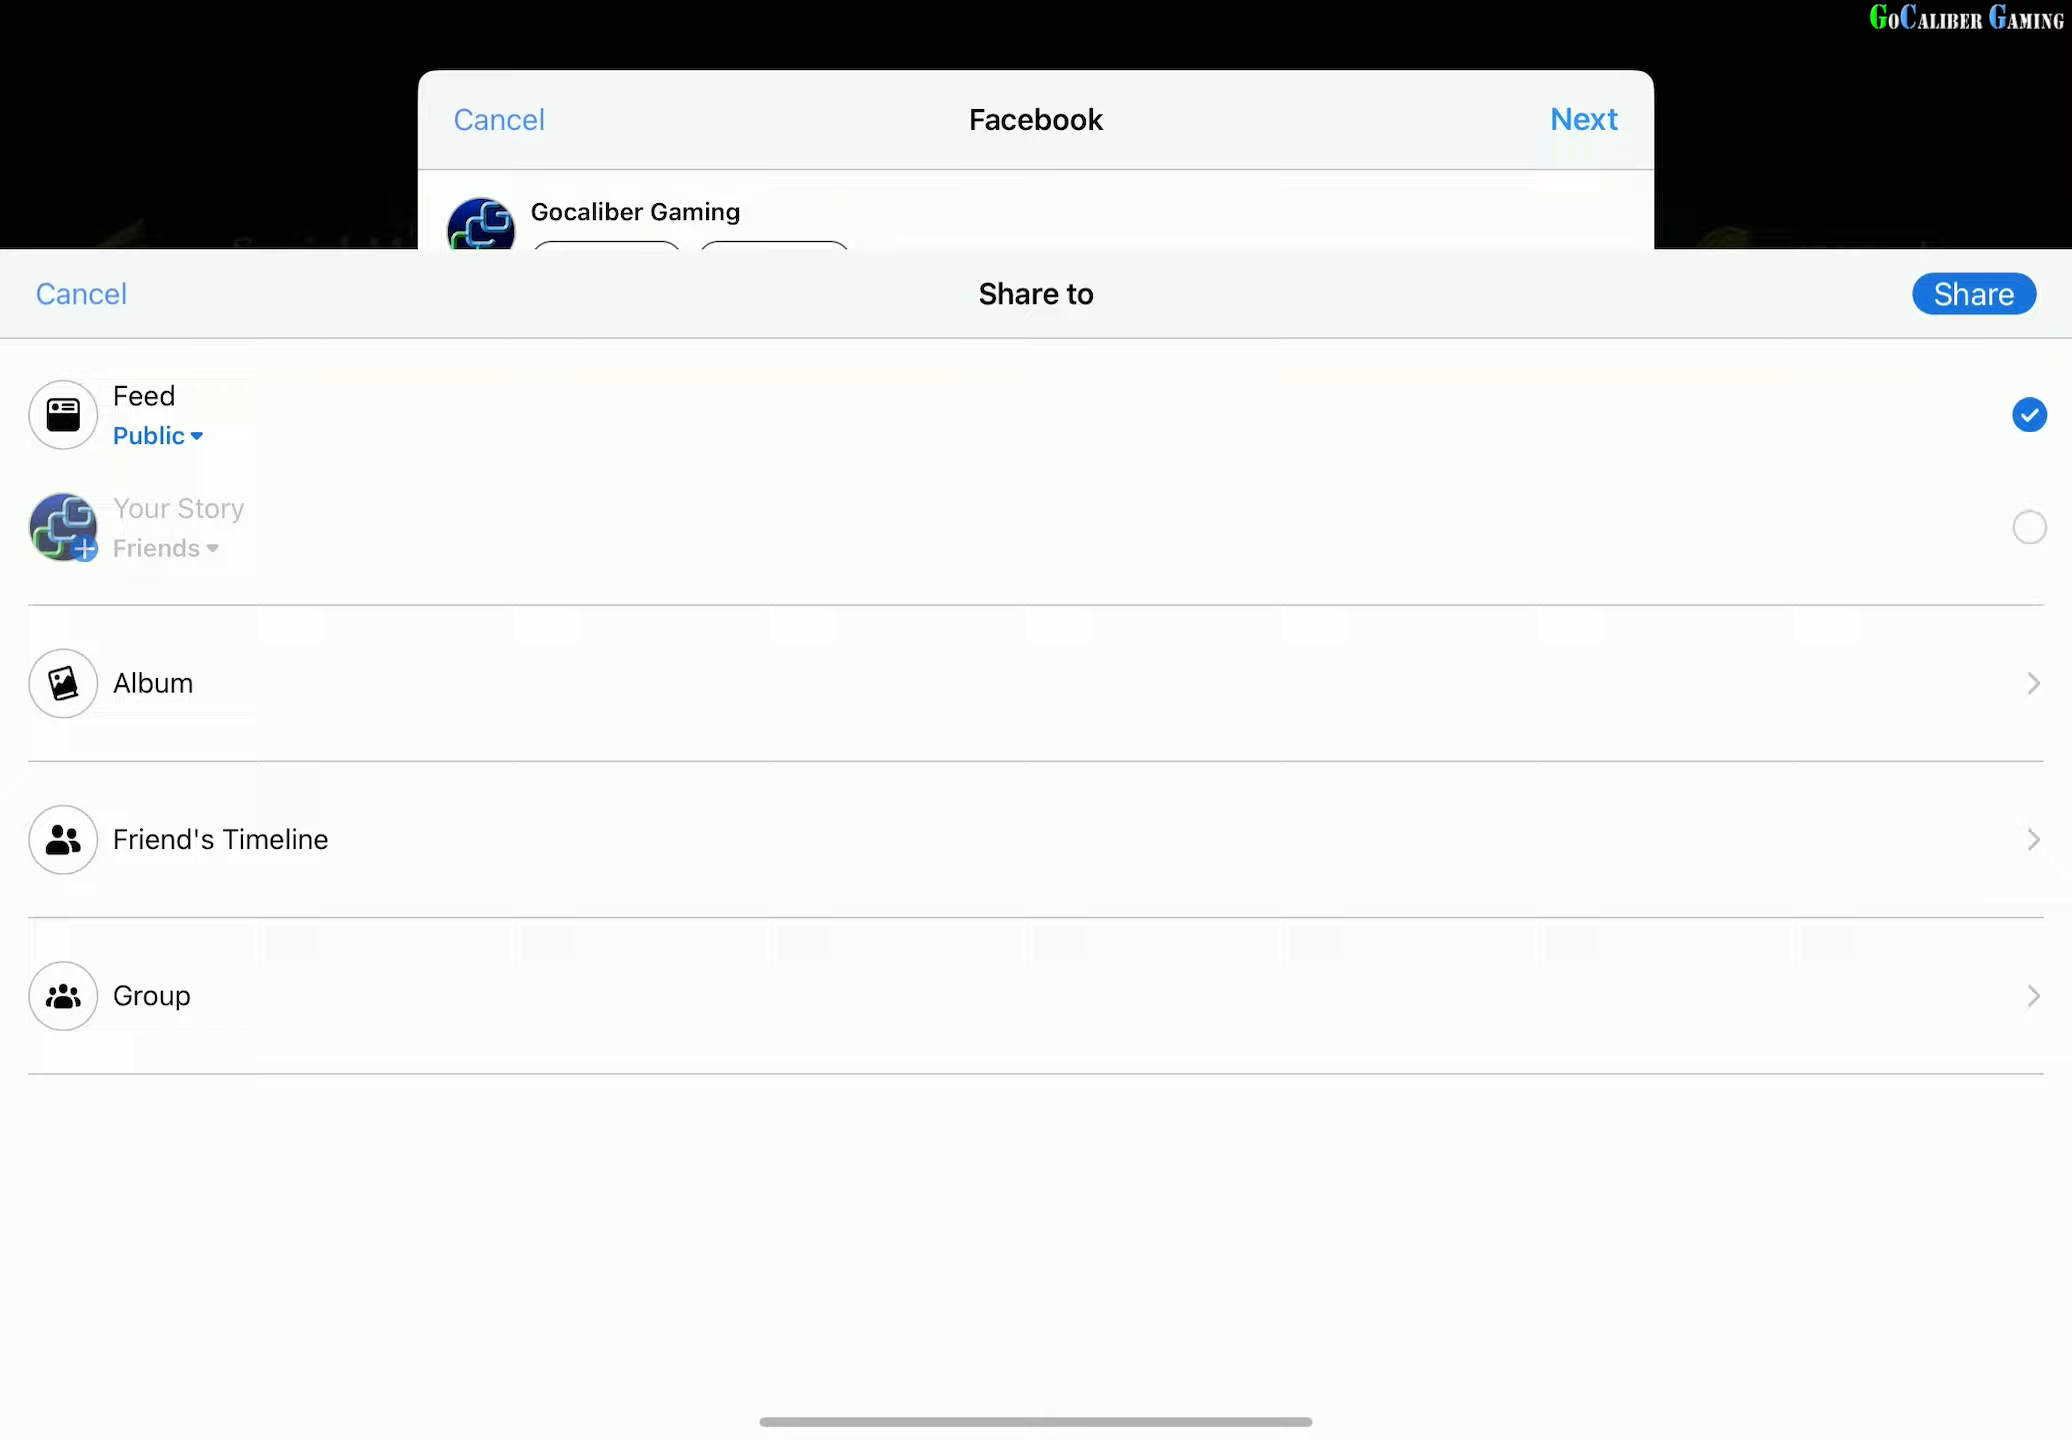 GoCaliber Gaming
Cancel
Facebook
Next
Gocaliber Gaming
Cancel
Share to
Share
Feed
Public
Your Story
Friends
Album
Friend's Timeline
Group